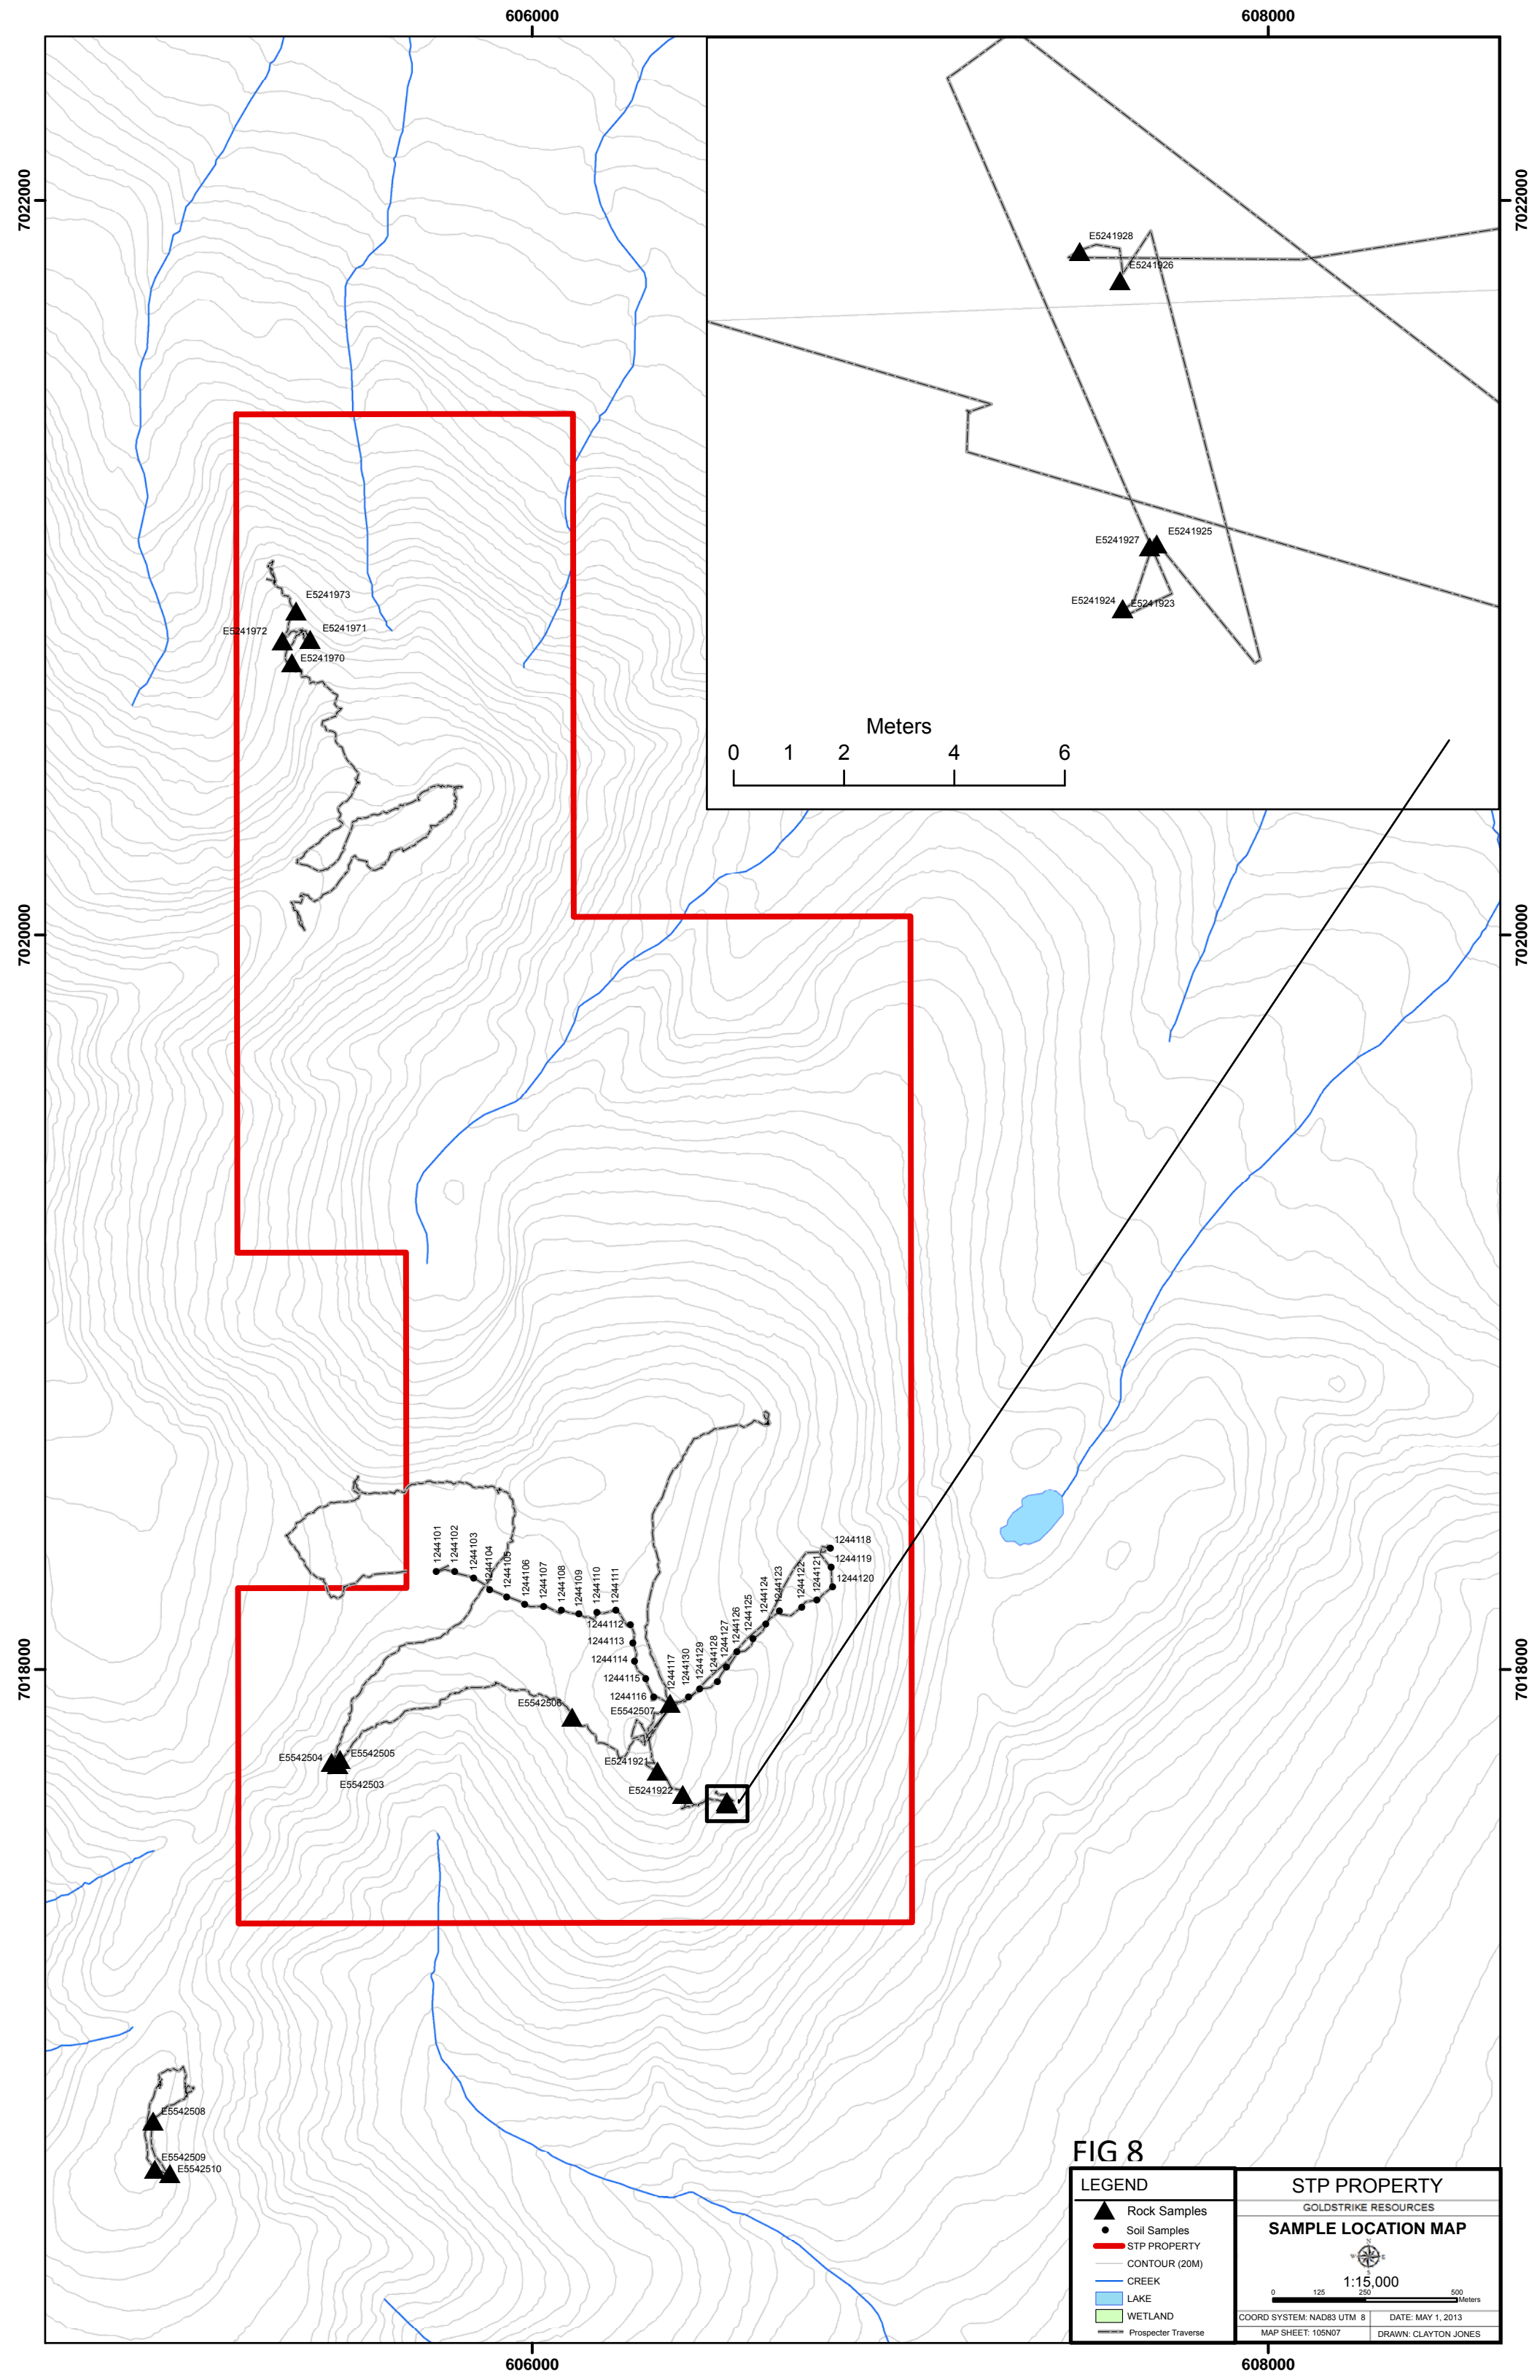 606000
608000
7022000
7022000
E5241928
E5241926
E5241925
E5241927
E5241924
E5241923
Meters
0 1 2 4 6
E5241973
E5241972
E5241971
E5241970
7020000
7020000
1244101
1244102
1244103
1244104
1244105
1244106
1244107
1244108
1244109
1244110
1244111
1244112
1244113
1244114
1244115
1244116
1244117
1244130
1244129
1244128
1244127
1244126
1244125
1244124
1244123
1244122
1244121
1244118
1244119
1244120
7018000
7018000
E5542506
E5542507
E5542504
E5542505
E5542503
E5241921
E5241922
E5542508
E5542509
E5542510
FIG 8
LEGEND
Rock Samples
Soil Samples
STP PROPERTY
CONTOUR (20M)
CREEK
LAKE
WETLAND
Prospecter Traverse
STP PROPERTY
GOLDSTRIKE RESOURCES
SAMPLE LOCATION MAP
N
W E
S
1:15,000
0 125 250 500
Meters
COORD SYSTEM: NAD83 UTM 8
DATE: MAY 1, 2013
MAP SHEET: 105N07
DRAWN: CLAYTON JONES
606000
608000